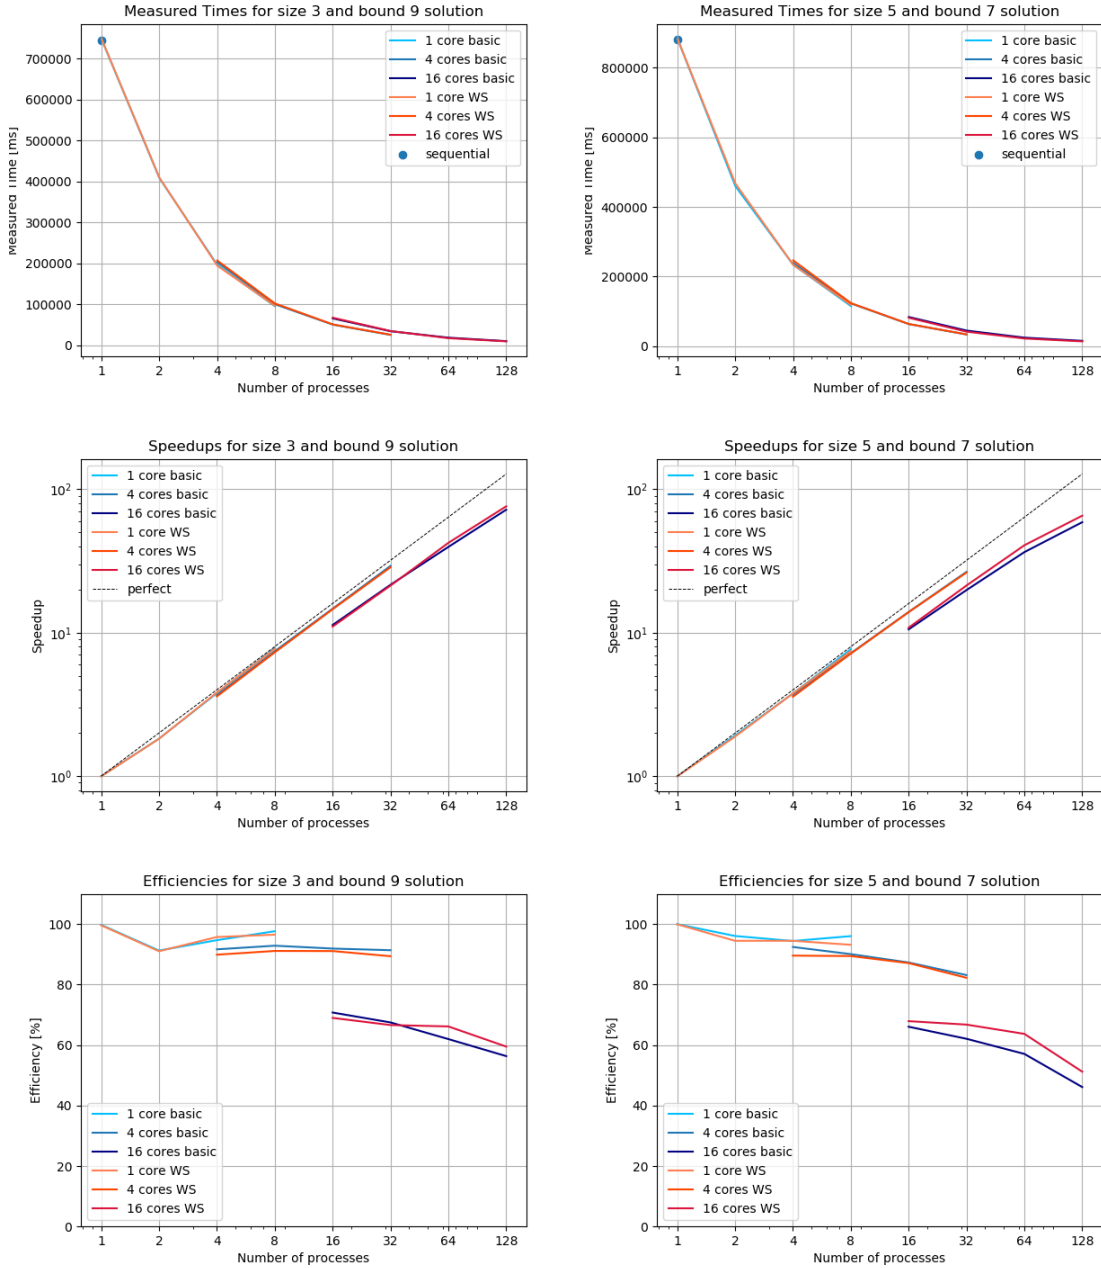 Measured Times for size 3 and bound 9 solution
Measured Time [ms]
700000
600000
500000
400000
300000
200000
100000
0
1 core basic
4 cores basic
16 cores basic
1 core WS
4 cores WS
16 cores WS
sequential
1 2 4 8 16 32 64 128
Number of processes
Measured Times for size 5 and bound 7 solution
Measured Time [ms]
800000
600000
400000
200000
0
1 core basic
4 cores basic
16 cores basic
1 core WS
4 cores WS
16 cores WS
sequential
1 2 4 8 16 32 64 128
Number of processes
Speedups for size 3 and bound 9 solution
Speedup
10²
10¹
10⁰
1 core basic
4 cores basic
16 cores basic
1 core WS
4 cores WS
16 cores WS
perfect
1 2 4 8 16 32 64 128
Number of processes
Speedups for size 5 and bound 7 solution
Speedup
10²
10¹
10⁰
1 core basic
4 cores basic
16 cores basic
1 core WS
4 cores WS
16 cores WS
perfect
1 2 4 8 16 32 64 128
Number of processes
Efficiencies for size 3 and bound 9 solution
Efficiency [%]
100
80
60
40
20
0
1 core basic
4 cores basic
16 cores basic
1 core WS
4 cores WS
16 cores WS
1 2 4 8 16 32 64 128
Number of processes
Efficiencies for size 5 and bound 7 solution
Efficiency [%]
100
80
60
40
20
0
1 core basic
4 cores basic
16 cores basic
1 core WS
4 cores WS
16 cores WS
1 2 4 8 16 32 64 128
Number of processes